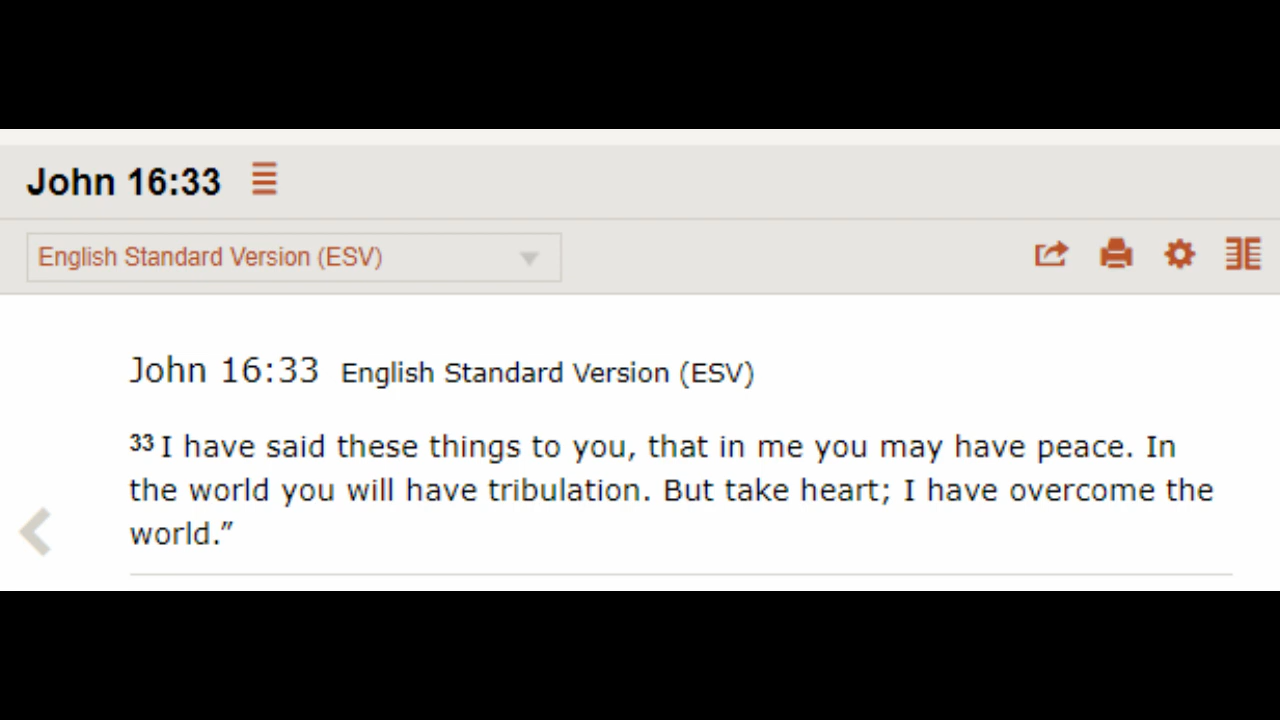 John 16:33
English Standard Version (ESV)
John 16:33 English Standard Version (ESV)
33 I have said these things to you, that in me you may have peace. In
the world you will have tribulation. But take heart; I have overcome the
world.”